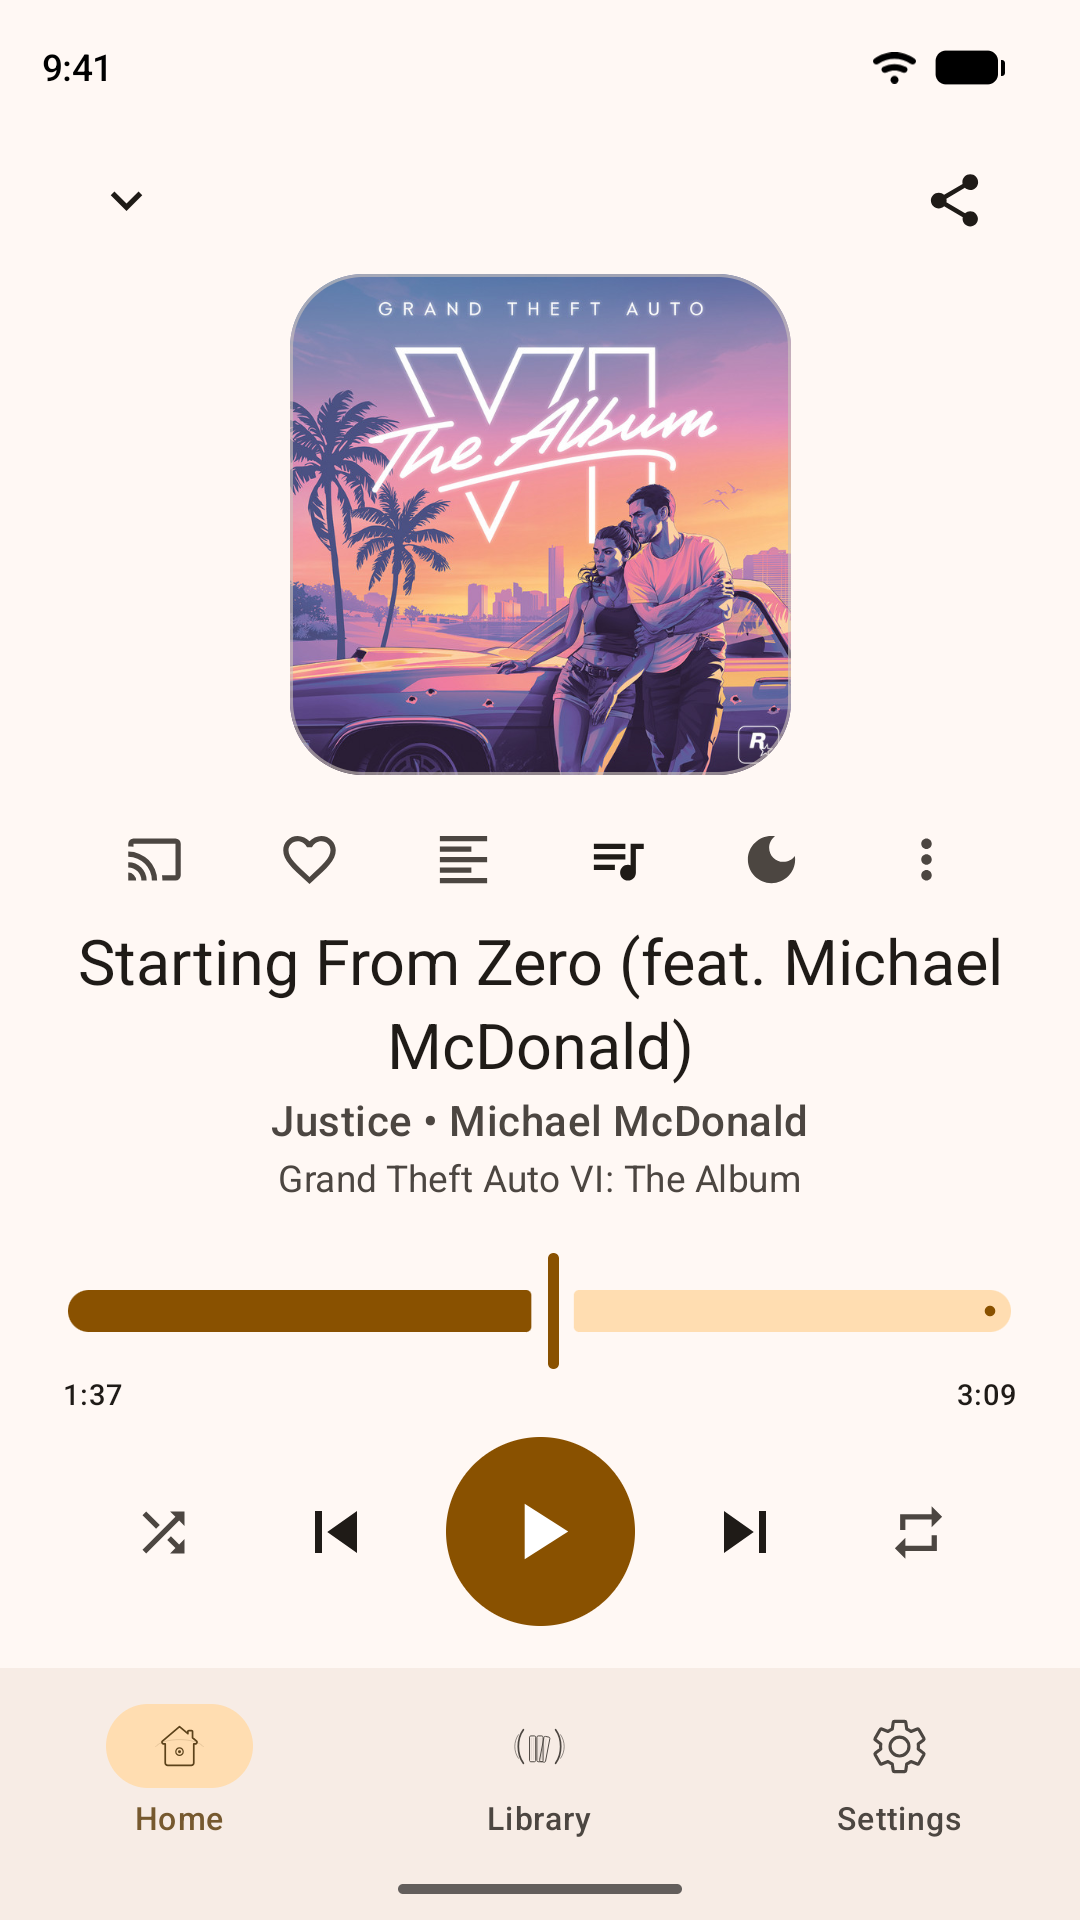 9:41
GRAND THEFT AUTO
VI
The Album
R
Starting From Zero (feat. Michael
McDonald)
Justice • Michael McDonald
Grand Theft Auto VI: The Album
1:37
3:09
Home
Library
Settings